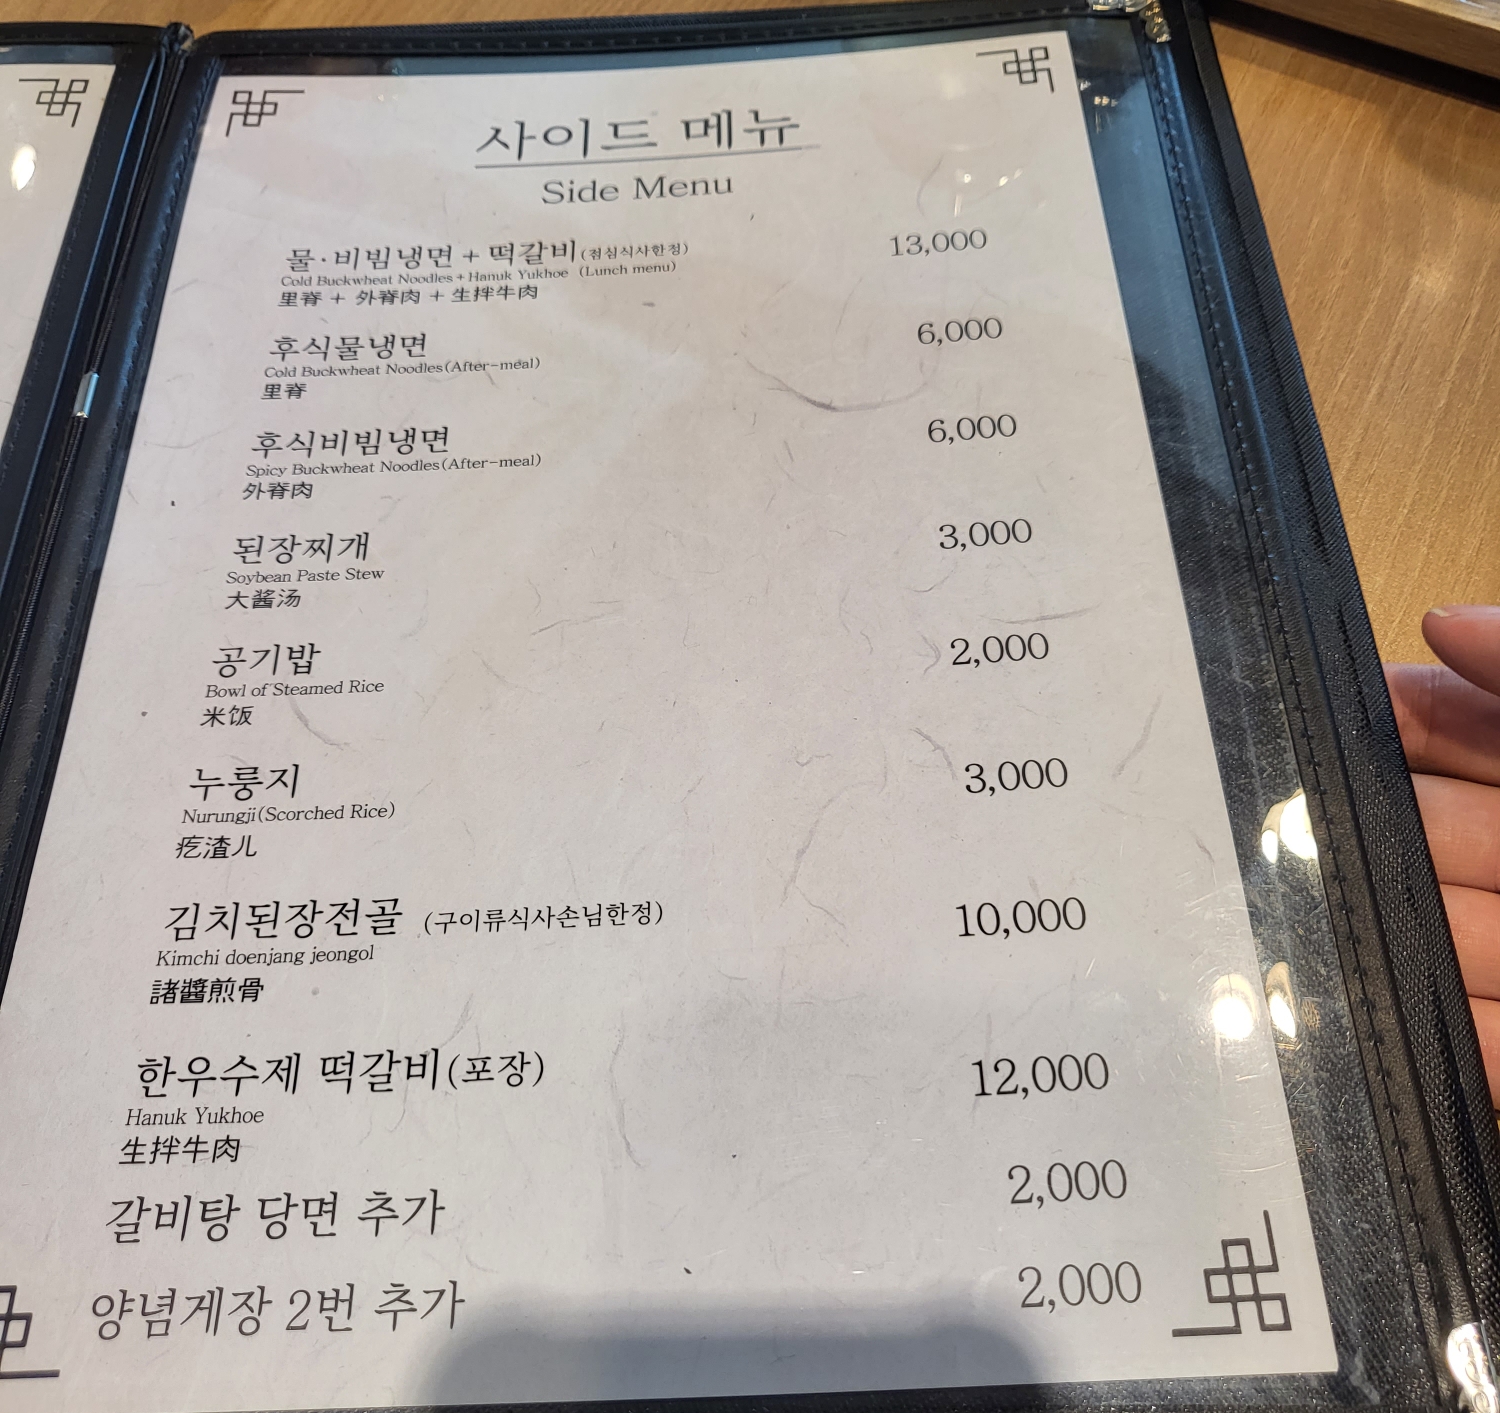 사이드 메뉴
Side Menu
물·비빔냉면 + 떡갈비(점심식사한정) 13,000
Cold Buckwheat Noodles + Hanuk Yukhoe (Lunch menu)
里脊 + 外脊肉 + 生拌牛肉
후식물냉면 6,000
Cold Buckwheat Noodles(After-meal)
里脊
후식비빔냉면 6,000
Spicy Buckwheat Noodles(After-meal)
外脊肉
된장찌개 3,000
Soybean Paste Stew
大酱汤
공기밥 2,000
Bowl of Steamed Rice
米饭
누룽지 3,000
Nurungji(Scorched Rice)
疙渣儿
김치된장전골 (구이류식사손님한정) 10,000
Kimchi doenjang jeongol
諸醬煎骨
한우수제 떡갈비(포장) 12,000
Hanuk Yukhoe
生拌牛肉
갈비탕 당면 추가 2,000
양념게장 2번 추가 2,000